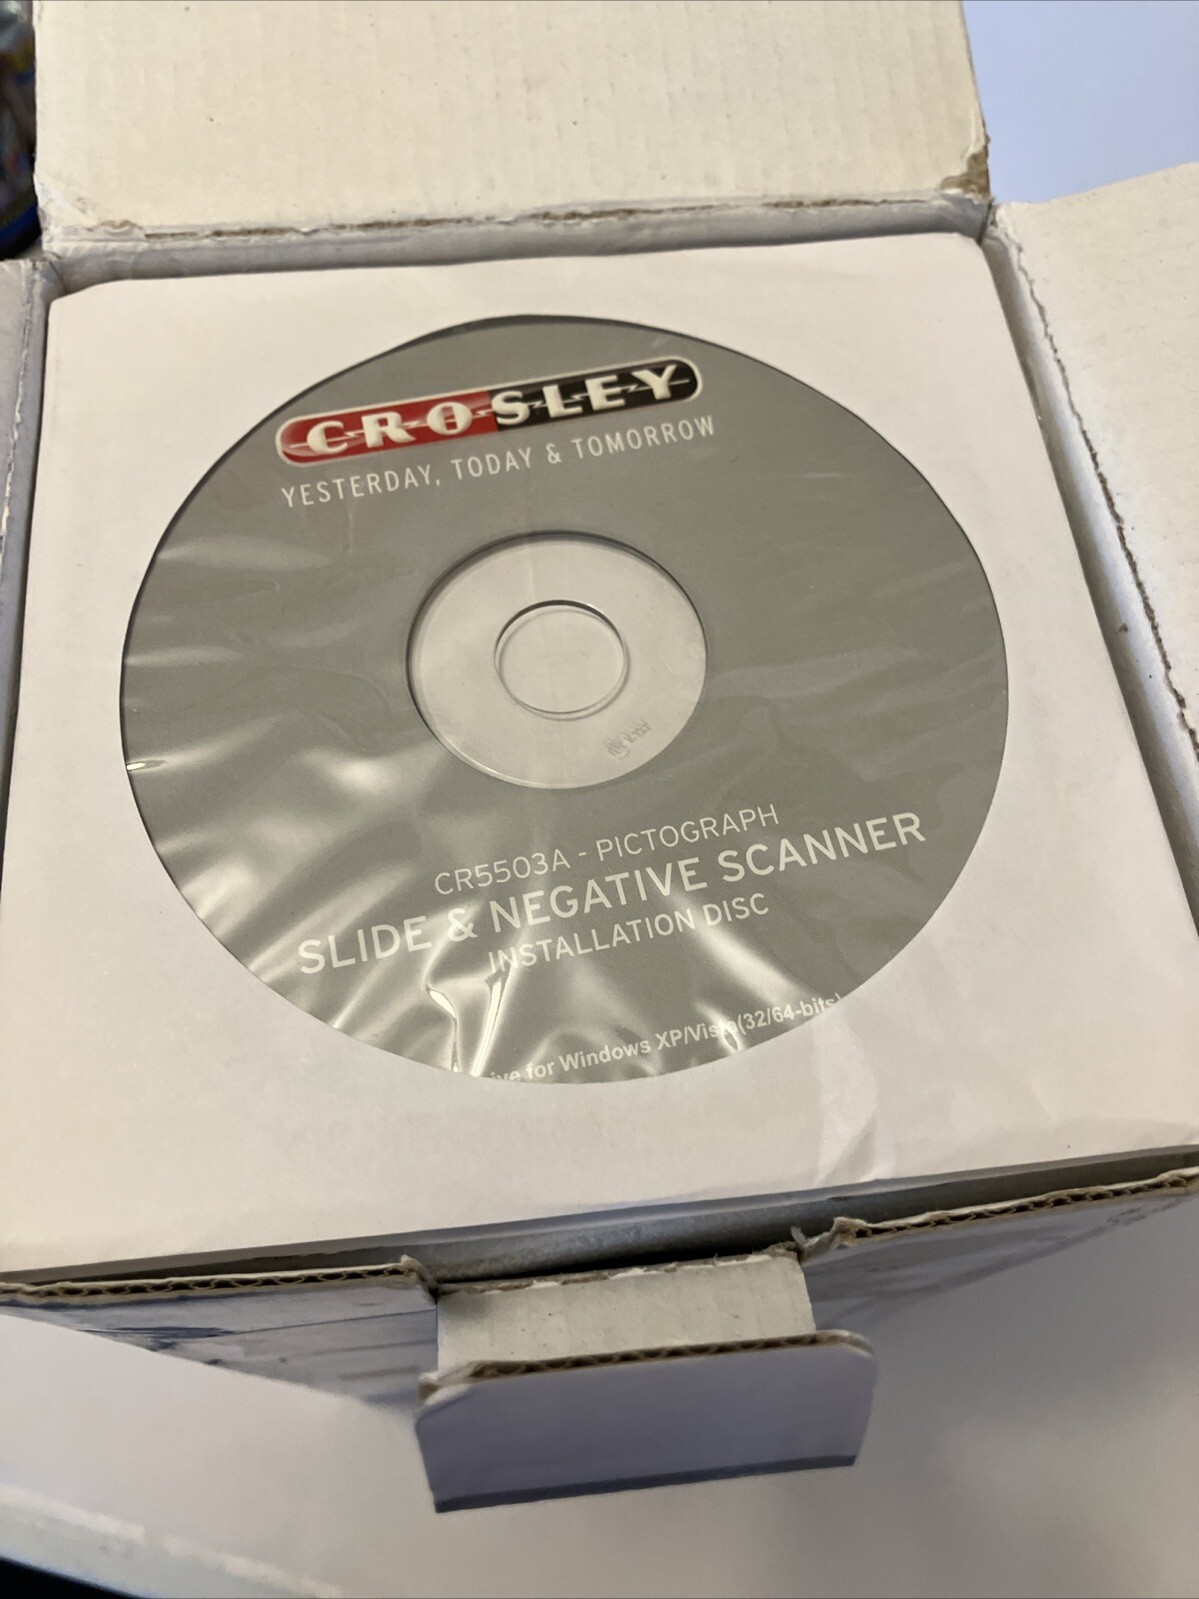 CROSLEY
YESTERDAY, TODAY & TOMORROW
CR5503A - PICTOGRAPH
SLIDE & NEGATIVE SCANNER
INSTALLATION DISC
for Windows XP/Vista(32/64-bits)